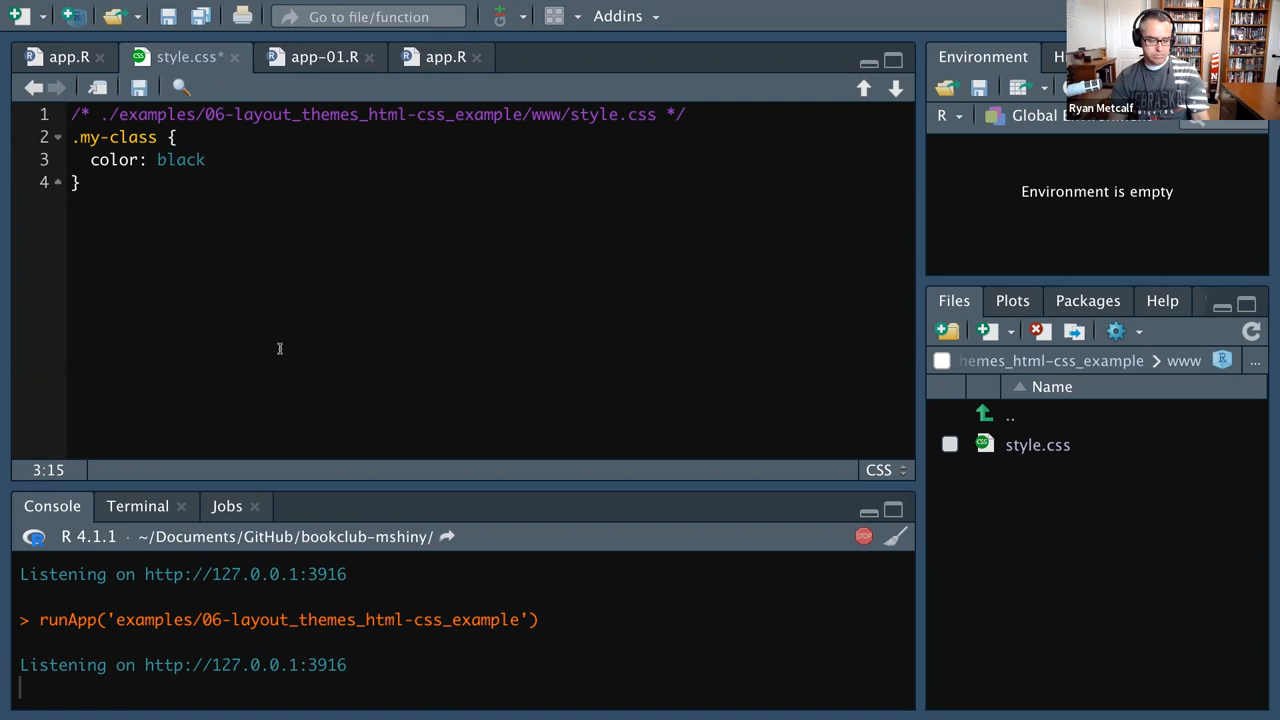 Go to file/function
Addins
app.R
style.css*
app-01.R
app.R
1 /* ./examples/06-layout_themes_html-css_example/www/style.css */
2 .my-class {
3 color: black
4 }
3:15
CSS
Console
Terminal
Jobs
R 4.1.1 · ~/Documents/GitHub/bookclub-mshiny/
Listening on http://127.0.0.1:3916
> runApp('examples/06-layout_themes_html-css_example')
Listening on http://127.0.0.1:3916
Environment
Ryan Metcalf
R
Environment is empty
Files
Plots
Packages
Help
hemes_html-css_example
www
...
Name
..
style.css